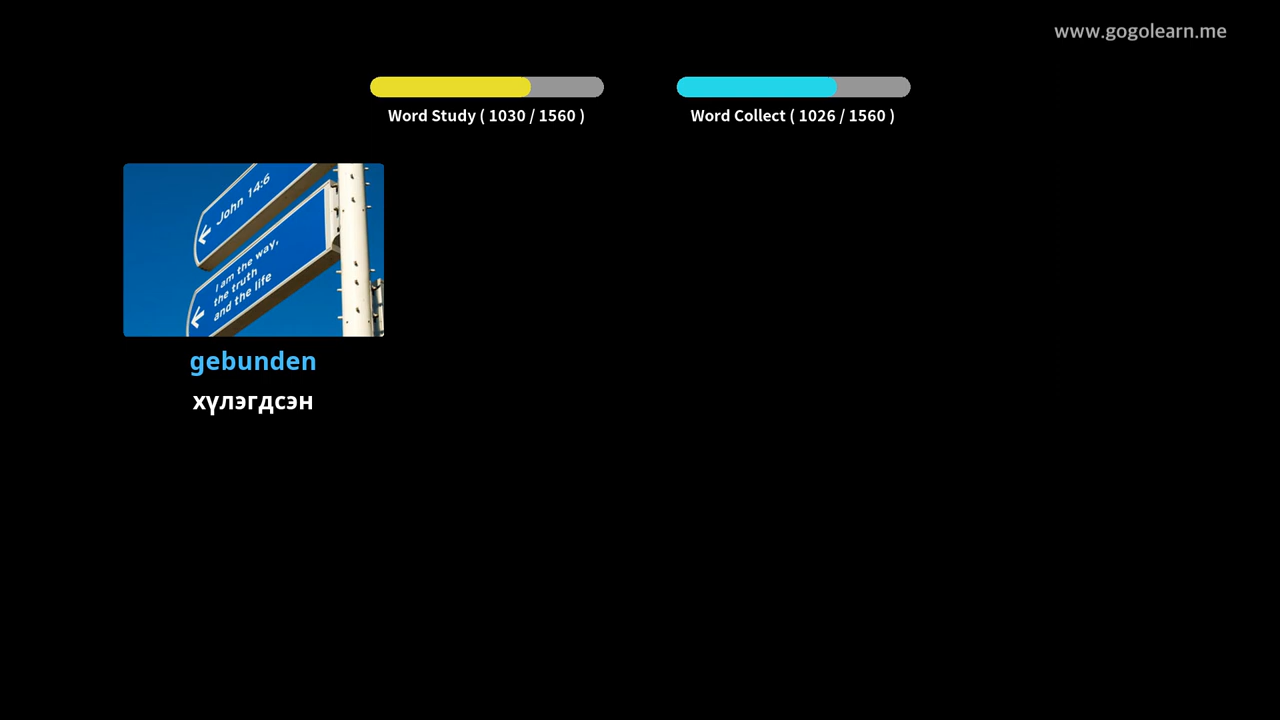 www.gogolearn.me
Word Study ( 1030 / 1560 )
Word Collect ( 1026 / 1560 )
John 14:6
I am the way,
the truth
and the life
gebunden
хүлэгдсэн